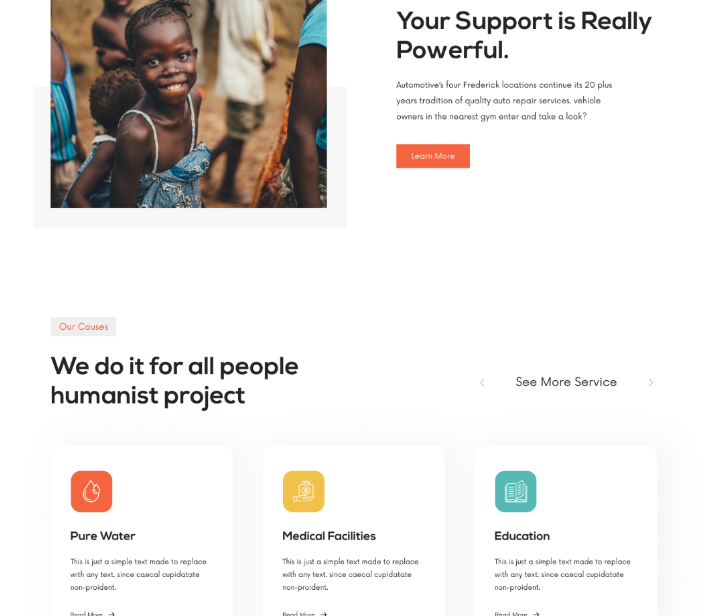 Your Support is Really
Powerful.
Automotive's four Frederick locations continue its 20 plus
years tradition of quality auto repair services. vehicle
owners in the nearest gym enter and take a look?
Learn More
Our Couses
We do it for all people
humanist project
See More Service
Pure Water
This is just a simple text made to replace
with any text. since caecal cupidatate
non-proident.
Read More
Medical Facilities
This is just a simple text made to replace
with any text. since caecal cupidatate
non-proident.
Read More
Education
This is just a simple text made to replace
with any text. since caecal cupidatate
non-proident.
Read More